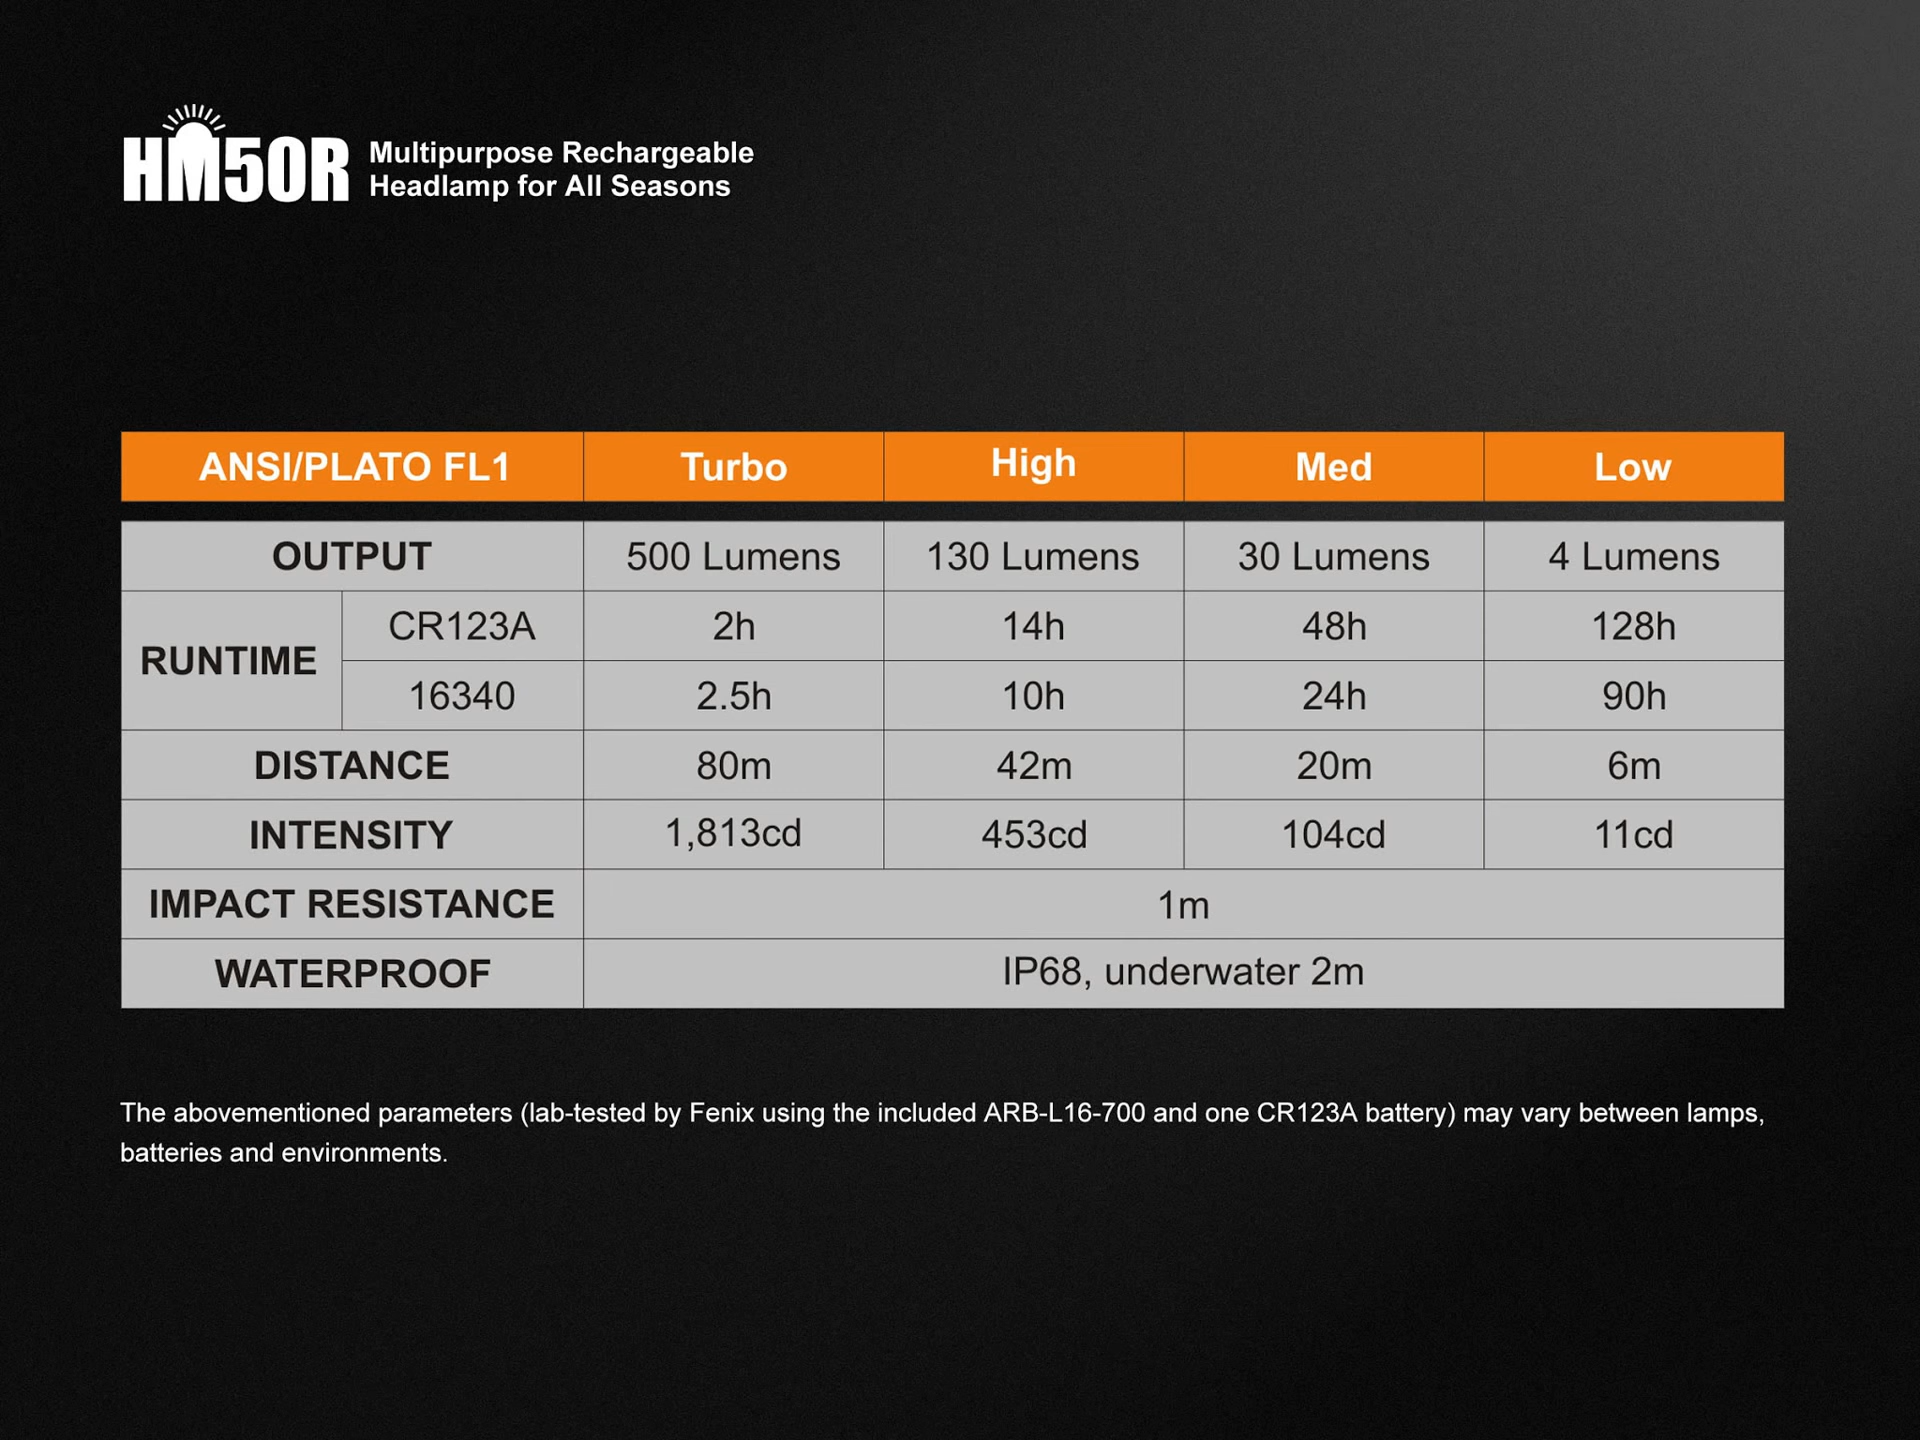 HM50R
Multipurpose Rechargeable
Headlamp for All Seasons
ANSI/PLATO FL1 Turbo High Med Low
OUTPUT 500 Lumens 130 Lumens 30 Lumens 4 Lumens
RUNTIME
CR123A 2h 14h 48h 128h
16340 2.5h 10h 24h 90h
DISTANCE 80m 42m 20m 6m
INTENSITY 1,813cd 453cd 104cd 11cd
IMPACT RESISTANCE 1m
WATERPROOF IP68, underwater 2m
The abovementioned parameters (lab-tested by Fenix using the included ARB-L16-700 and one CR123A battery) may vary between lamps,
batteries and environments.